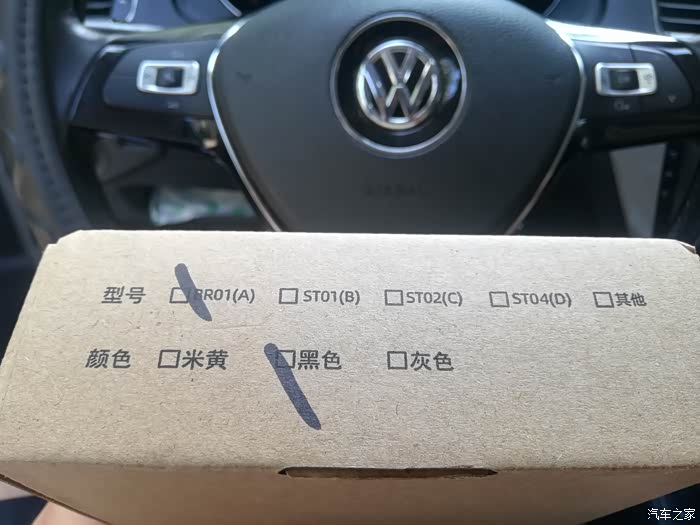 型号 □BR01(A) □ST01(B) □ST02(C) □ST04(D) □其他
颜色 □米黄 □黑色 □灰色
汽车之家